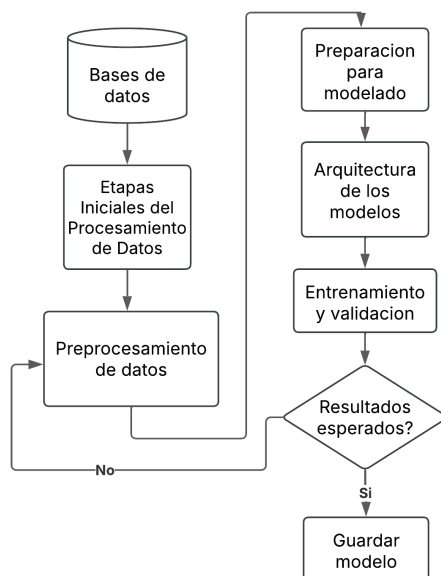 Bases de
datos
Etapas
Iniciales del
Procesamiento
de Datos
Preprocesamiento
de datos
Preparacion
para
modelado
Arquitectura
de los
modelos
Entrenamiento
y validacion
Resultados
esperados?
No
Si
Guardar
modelo